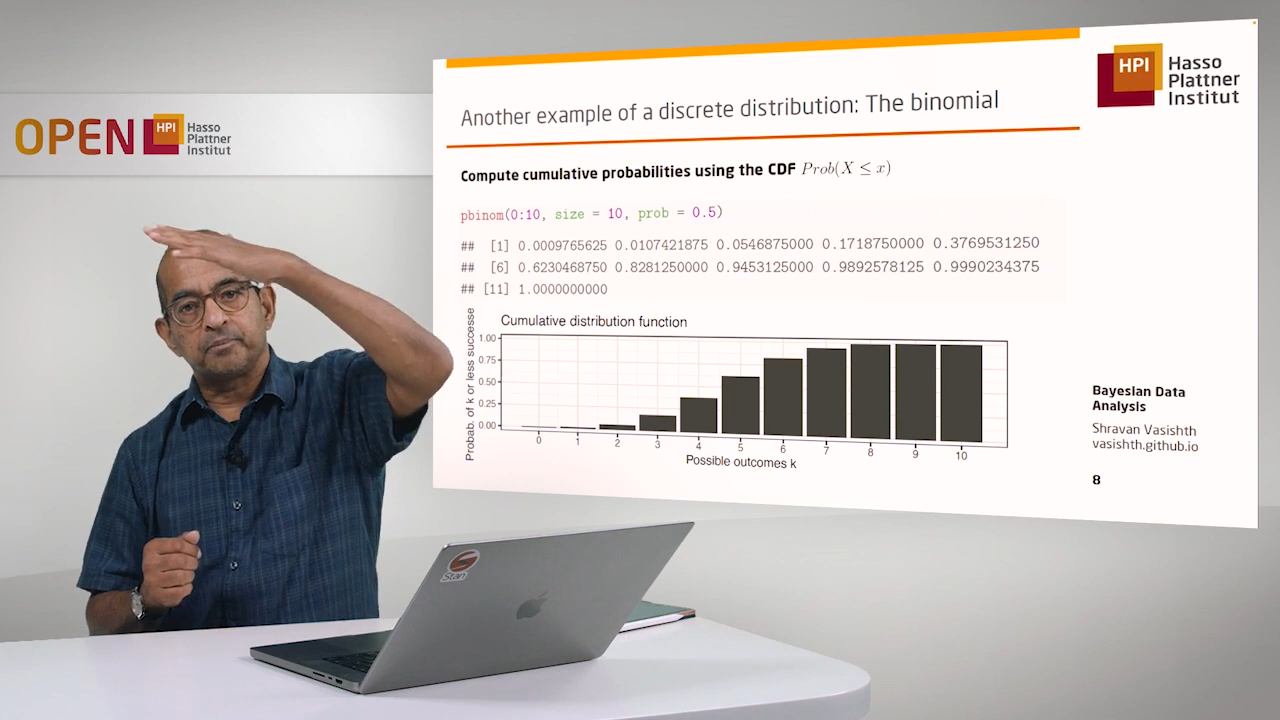 OPEN
HPI
Hasso
Plattner
Institut
Another example of a discrete distribution: The binomial
HPI
Hasso
Plattner
Institut
Compute cumulative probabilities using the CDF Prob(X ≤ x)
pbinom(0:10, size = 10, prob = 0.5)
## [1] 0.0009765625 0.0107421875 0.0546875000 0.1718750000 0.3769531250
## [6] 0.6230468750 0.8281250000 0.9453125000 0.9892578125 0.9990234375
## [11] 1.0000000000
Cumulative distribution function
Probab. of k or less successe
1.00
0.75
0.50
0.25
0.00
0 1 2 3 4 5 6 7 8 9 10
Possible outcomes k
Bayesian Data
Analysis
Shravan Vasishth
vasishth.github.io
8
Stan